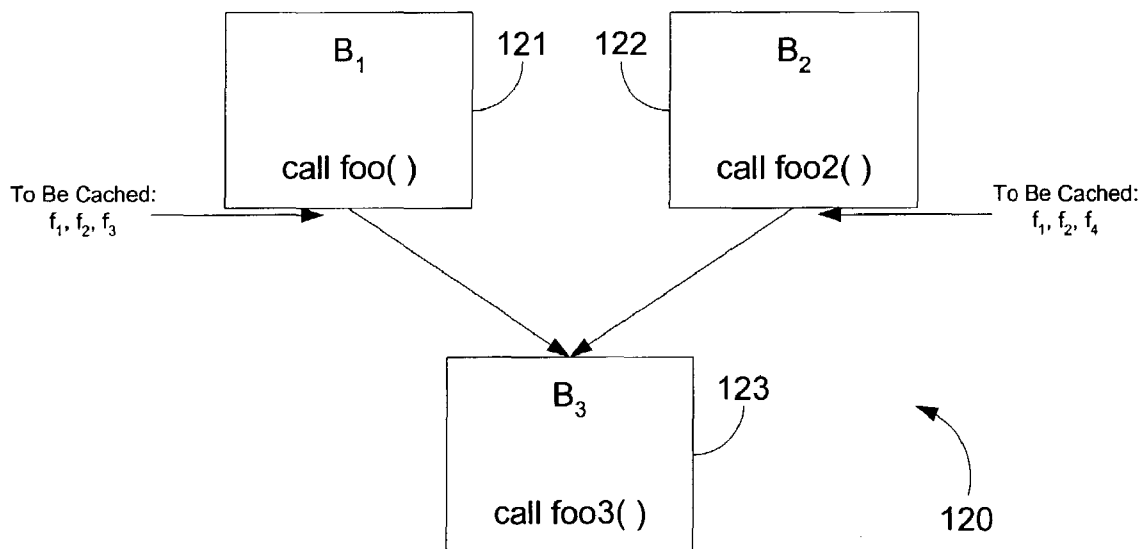 B₁
121
122
B₂
call foo( )
call foo2( )
To Be Cached:
f₁, f₂, f₃
To Be Cached:
f₁, f₂, f₄
B₃
123
call foo3( )
120